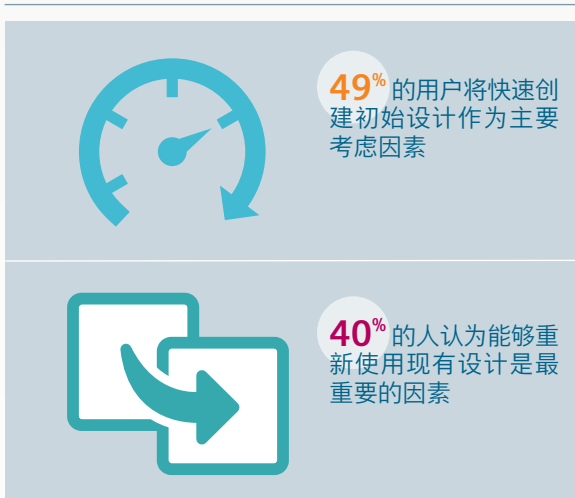 49% 的用户将快速创
建初始设计作为主要
考虑因素
40% 的人认为能够重
新使用现有设计是最
重要的因素